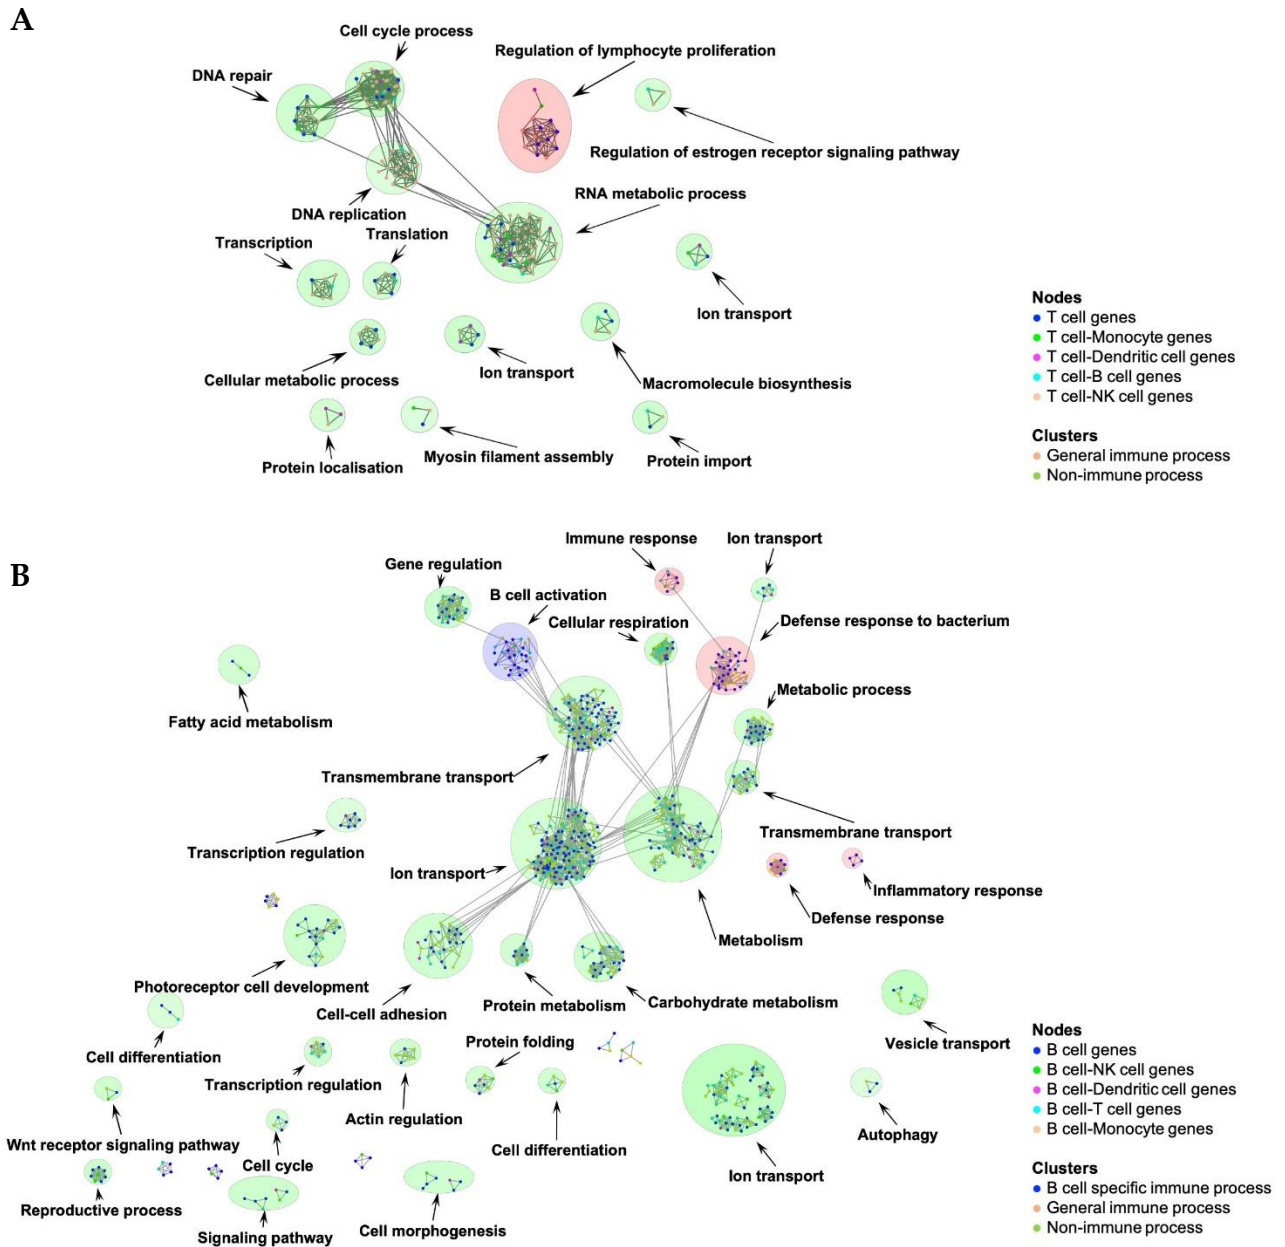 A
Cell cycle process
Regulation of lymphocyte proliferation
DNA repair
Regulation of estrogen receptor signaling pathway
RNA metabolic process
DNA replication
Translation
Transcription
Ion transport
Cellular metabolic process
Ion transport
Macromolecule biosynthesis
Protein localisation
Myosin filament assembly
Protein import
Nodes
T cell genes
T cell-Monocyte genes
T cell-Dendritic cell genes
T cell-B cell genes
T cell-NK cell genes
Clusters
General immune process
Non-immune process
B
Immune response
Ion transport
Gene regulation
B cell activation
Cellular respiration
Defense response to bacterium
Metabolic process
Fatty acid metabolism
Transmembrane transport
Transmembrane transport
Transcription regulation
Ion transport
Inflammatory response
Defense response
Metabolism
Photoreceptor cell development
Cell-cell adhesion
Protein metabolism
Carbohydrate metabolism
Vesicle transport
Cell differentiation
Protein folding
Transcription regulation
Actin regulation
Wnt receptor signaling pathway
Cell cycle
Cell differentiation
Autophagy
Ion transport
Reproductive process
Signaling pathway
Cell morphogenesis
Nodes
B cell genes
B cell-NK cell genes
B cell-Dendritic cell genes
B cell-T cell genes
B cell-Monocyte genes
Clusters
B cell specific immune process
General immune process
Non-immune process